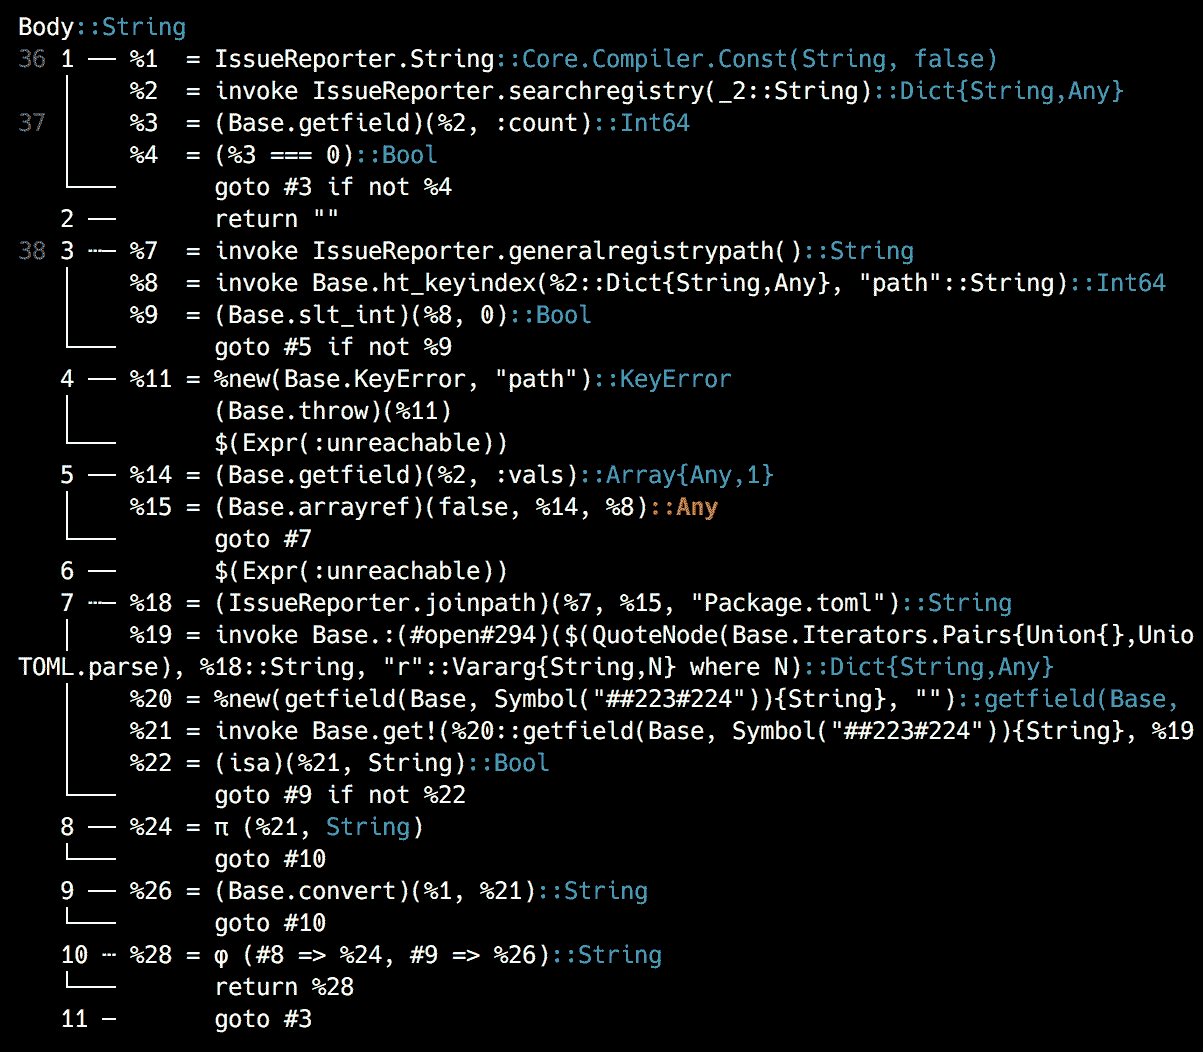 Body::String
36 1 ── %1  = IssueReporter.String::Core.Compiler.Const(String, false)
   │    %2  = invoke IssueReporter.searchregistry(_2::String)::Dict{String,Any}
37 │    %3  = (Base.getfield)(%2, :count)::Int64
   │    %4  = (%3 === 0)::Bool
   └───       goto #3 if not %4
   2 ──       return ""
38 3 ┄─ %7  = invoke IssueReporter.generalregistrypath()::String
   │    %8  = invoke Base.ht_keyindex(%2::Dict{String,Any}, "path"::String)::Int64
   │    %9  = (Base.slt_int)(%8, 0)::Bool
   └───       goto #5 if not %9
   4 ── %11 = %new(Base.KeyError, "path")::KeyError
   │          (Base.throw)(%11)
   └───       $(Expr(:unreachable))
   5 ── %14 = (Base.getfield)(%2, :vals)::Array{Any,1}
   │    %15 = (Base.arrayref)(false, %14, %8)::Any
   └───       goto #7
   6 ──       $(Expr(:unreachable))
   7 ┄─ %18 = (IssueReporter.joinpath)(%7, %15, "Package.toml")::String
   │    %19 = invoke Base.:(#open#294)($(QuoteNode(Base.Iterators.Pairs{Union{},Unio
TOML.parse), %18::String, "r"::Vararg{String,N} where N)::Dict{String,Any}
   │    %20 = %new(getfield(Base, Symbol("##223#224")){String}, "")::getfield(Base,
   │    %21 = invoke Base.get!(%20::getfield(Base, Symbol("##223#224")){String}, %19
   │    %22 = (isa)(%21, String)::Bool
   └───       goto #9 if not %22
   8 ── %24 = π (%21, String)
   └───       goto #10
   9 ── %26 = (Base.convert)(%1, %21)::String
   └───       goto #10
   10 ┄ %28 = φ (#8 => %24, #9 => %26)::String
   └───       return %28
   11 ─       goto #3